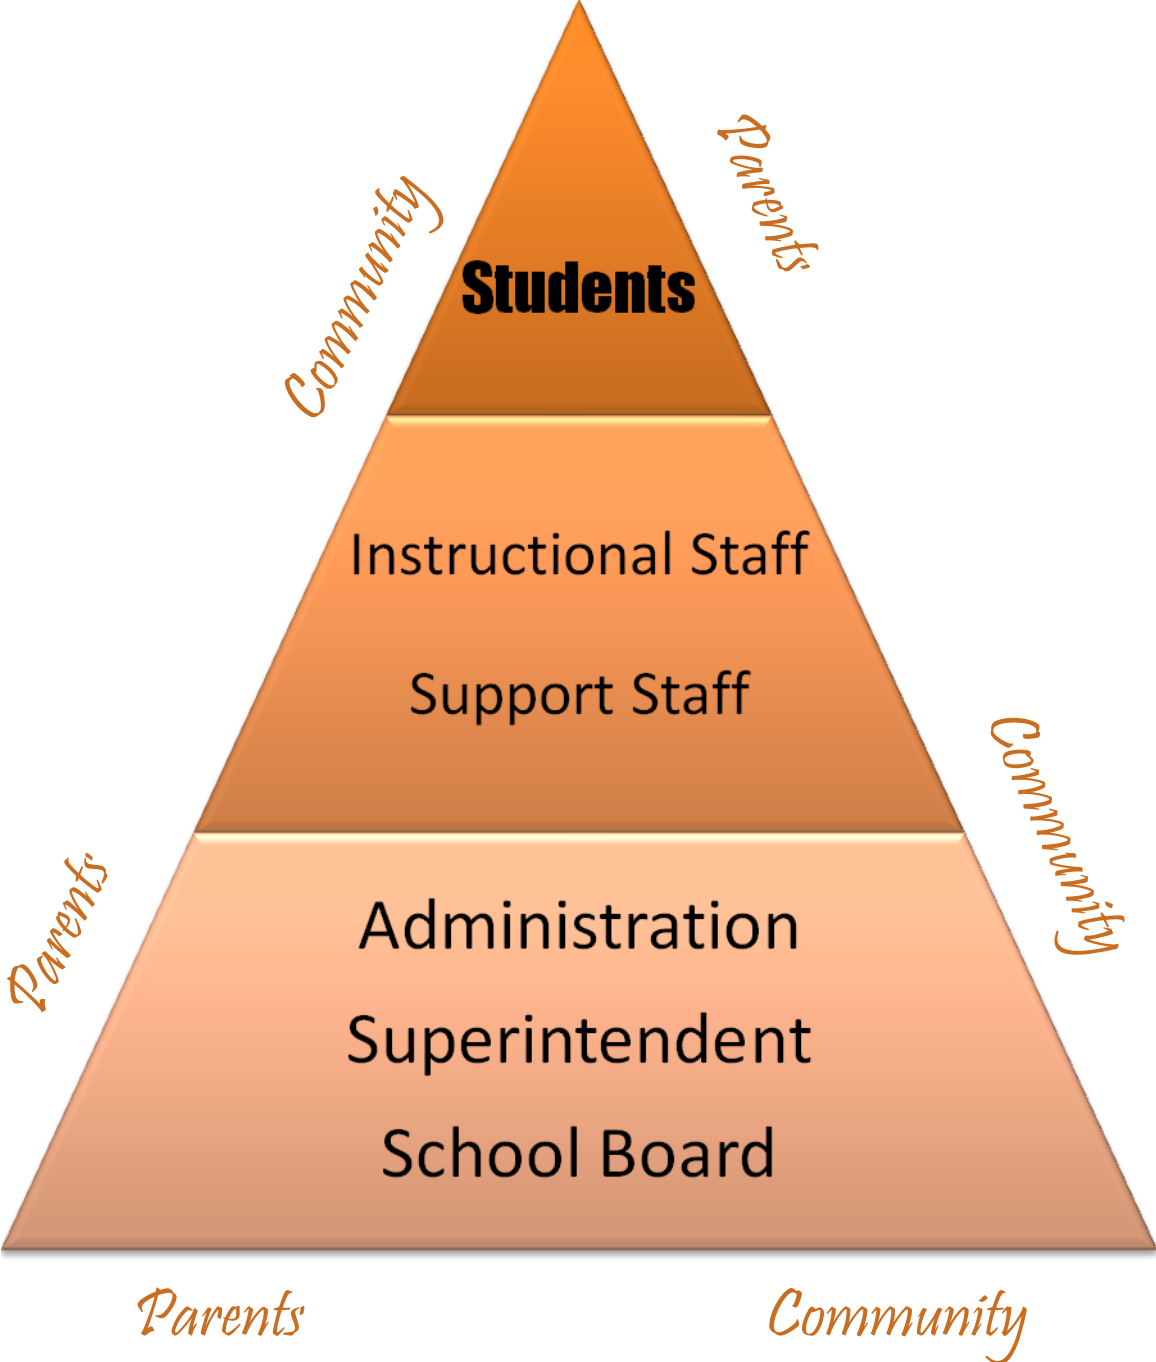 Parents
Community
Students
Instructional Staff
Support Staff
Community
Parents
Administration
Superintendent
School Board
Parents
Community